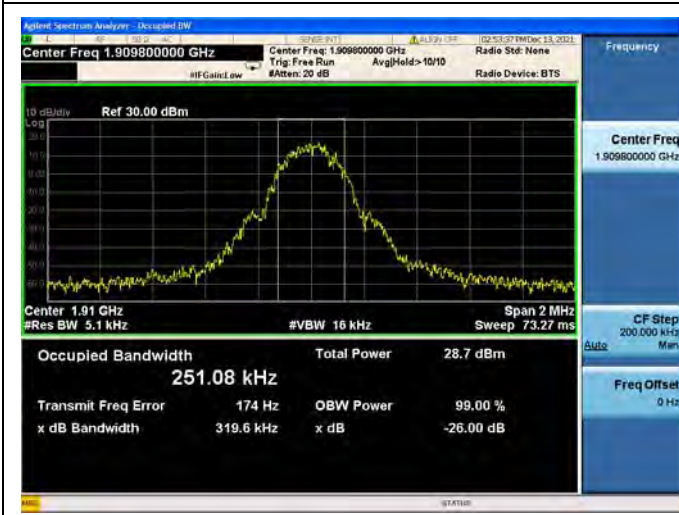 Agilent Spectrum Analyzer - Occupied BW
SENSE:INT ALIGN OFF 02:53:37 PM Dec 13, 2021
Center Freq 1.909800000 GHz
Center Freq: 1.909800000 GHz
Radio Std: None
Trig: Free Run Avg|Hold:>10/10
#IFGain:Low #Atten: 20 dB Radio Device: BTS
Frequency
10 dB/div Ref 30.00 dBm
Log
Center Freq
1.909800000 GHz
Center 1.91 GHz Span 2 MHz
#Res BW 5.1 kHz #VBW 16 kHz Sweep 73.27 ms
CF Step
200.000 kHz
Auto Man
Occupied Bandwidth Total Power 28.7 dBm
251.08 kHz
Transmit Freq Error 174 Hz OBW Power 99.00 %
x dB Bandwidth 319.6 kHz x dB -26.00 dB
Freq Offset
0 Hz
MSG STATUS